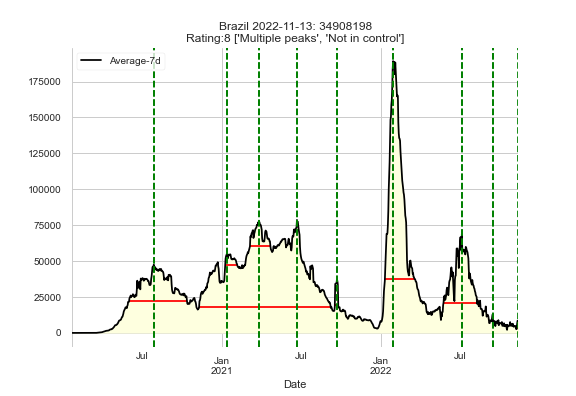 Brazil 2022-11-13: 34908198
Rating:8 ['Multiple peaks', 'Not in control']
Average-7d
175000
150000
125000
100000
75000
50000
25000
0
Jul
Jan
2021
Jul
Jan
2022
Jul
Date